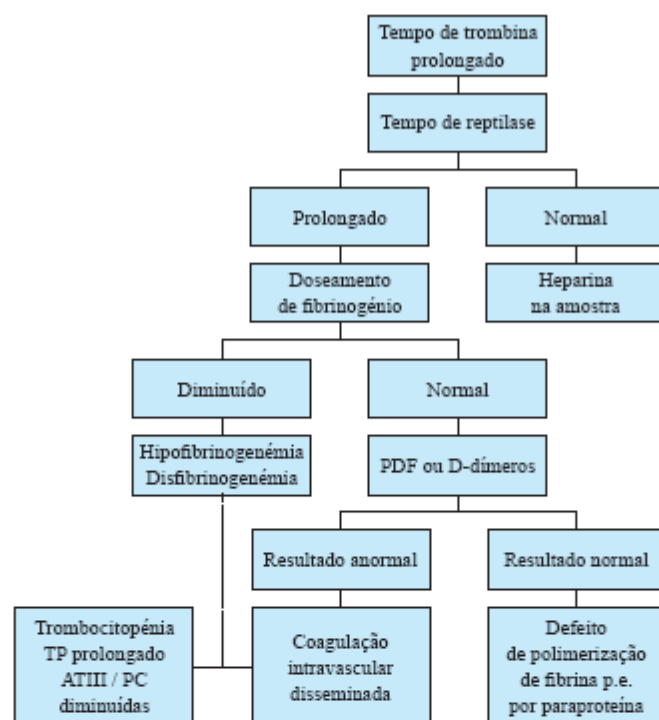 Tempo de trombina
prolongado
Tempo de reptilase
Prolongado
Normal
Doseamento
de fibrinogénio
Heparina
na amostra
Diminuído
Normal
Hipofibrinogenémia
Disfibrinogenémia
PDF ou D-dímeros
Resultado anormal
Resultado normal
Trombocitopénia
TP prolongado
ATIII / PC
diminuídas
Coagulação
intravascular
disseminada
Defeito
de polimerização
de fibrina p.e.
por paraproteína